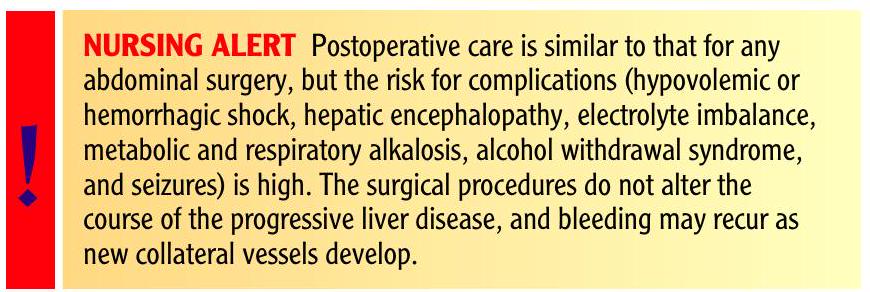 !
NURSING ALERT Postoperative care is similar to that for any
abdominal surgery, but the risk for complications (hypovolemic or
hemorrhagic shock, hepatic encephalopathy, electrolyte imbalance,
metabolic and respiratory alkalosis, alcohol withdrawal syndrome,
and seizures) is high. The surgical procedures do not alter the
course of the progressive liver disease, and bleeding may recur as
new collateral vessels develop.